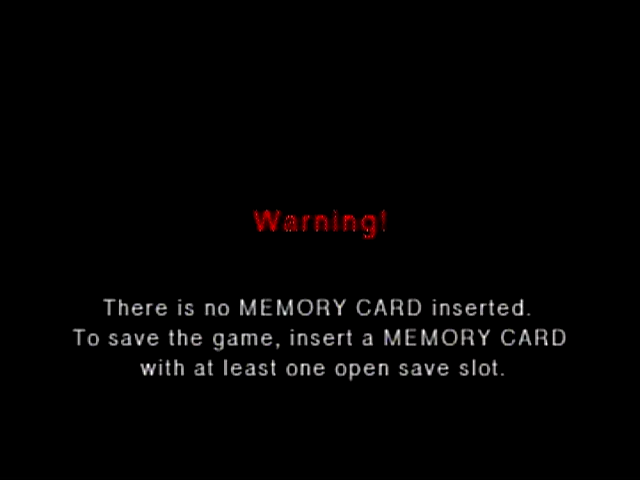 Warning!
There is no MEMORY CARD inserted.
To save the game, insert a MEMORY CARD
with at least one open save slot.